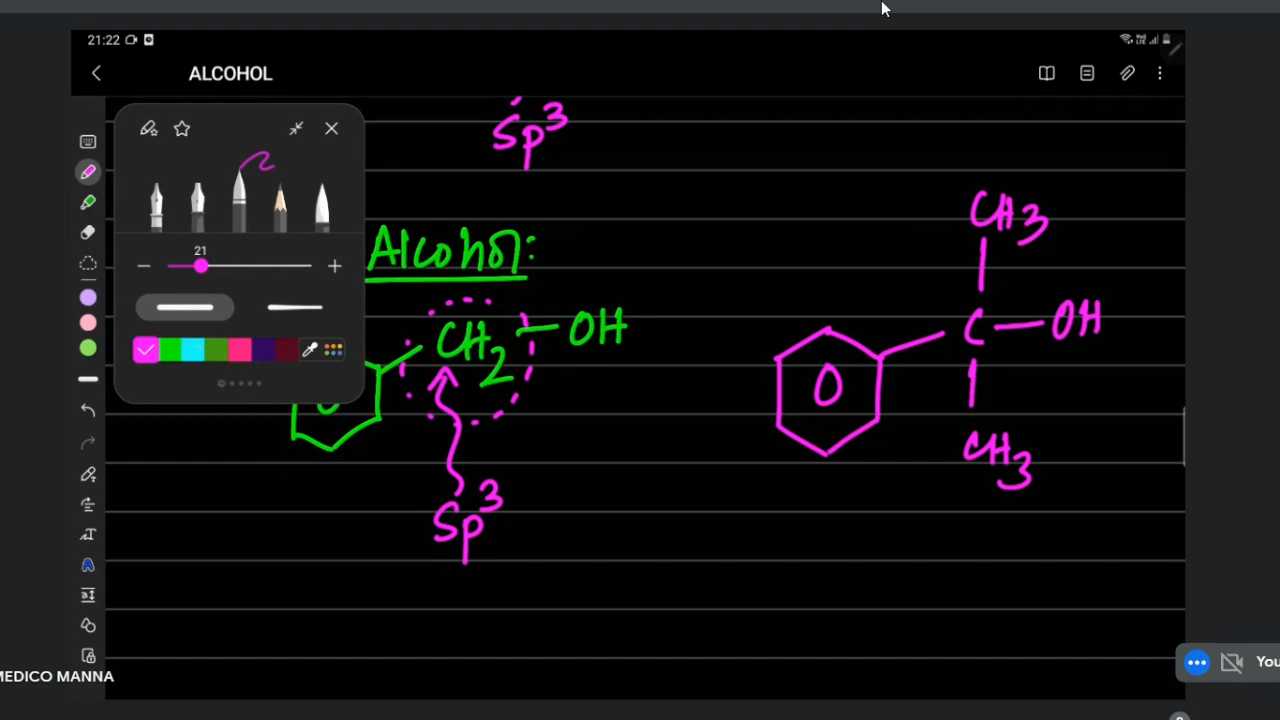 21:22
ALCOHOL
Sp3
21
Alcohol:
CH2 — OH
Sp3
CH3
C — OH
CH3
MEDICO MANNA
You